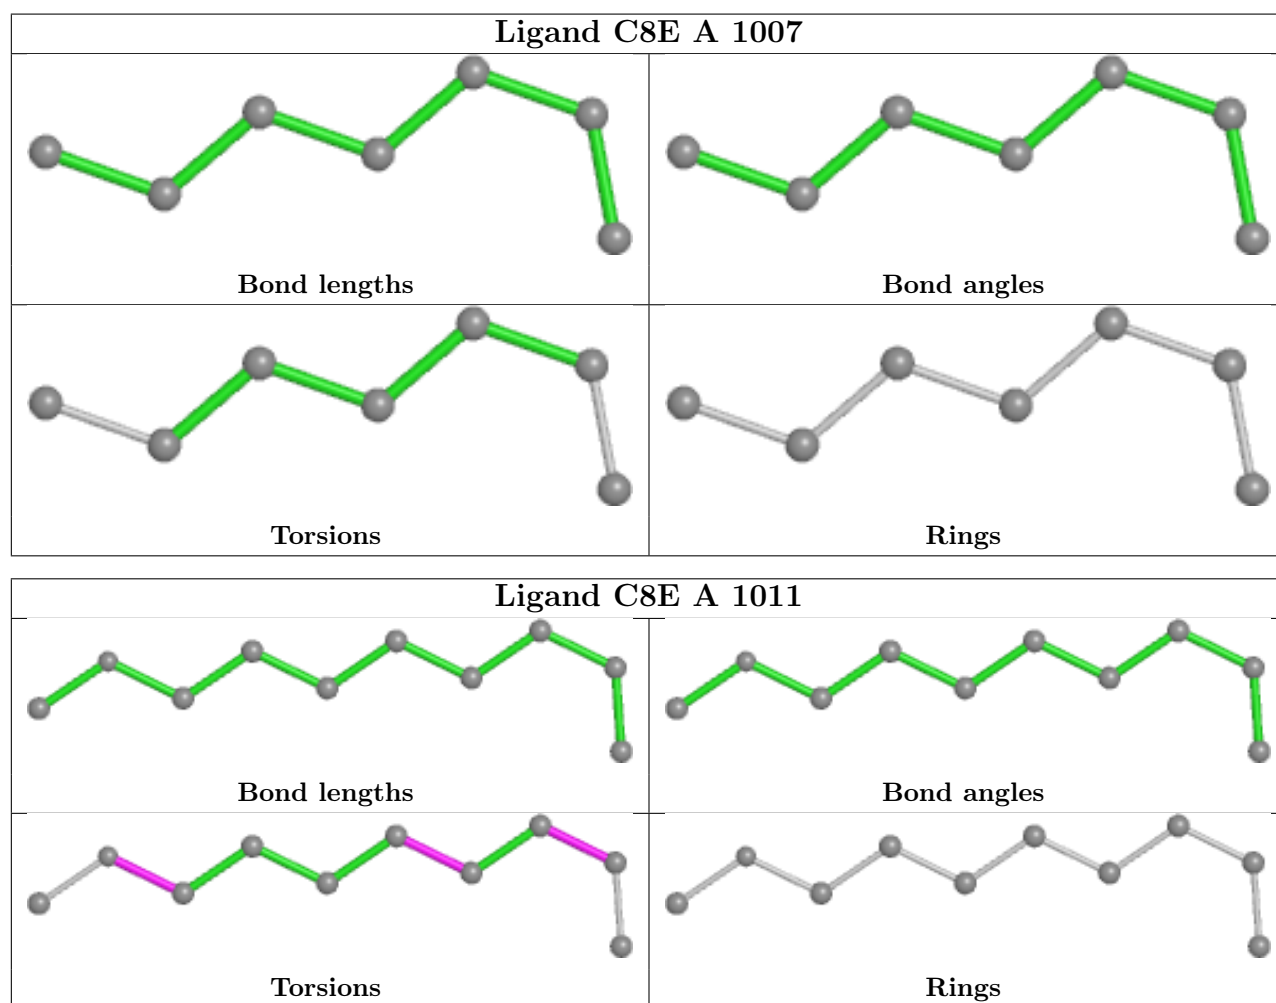 Ligand C8E A 1007
Bond lengths
Bond angles
Torsions
Rings
Ligand C8E A 1011
Bond lengths
Bond angles
Torsions
Rings